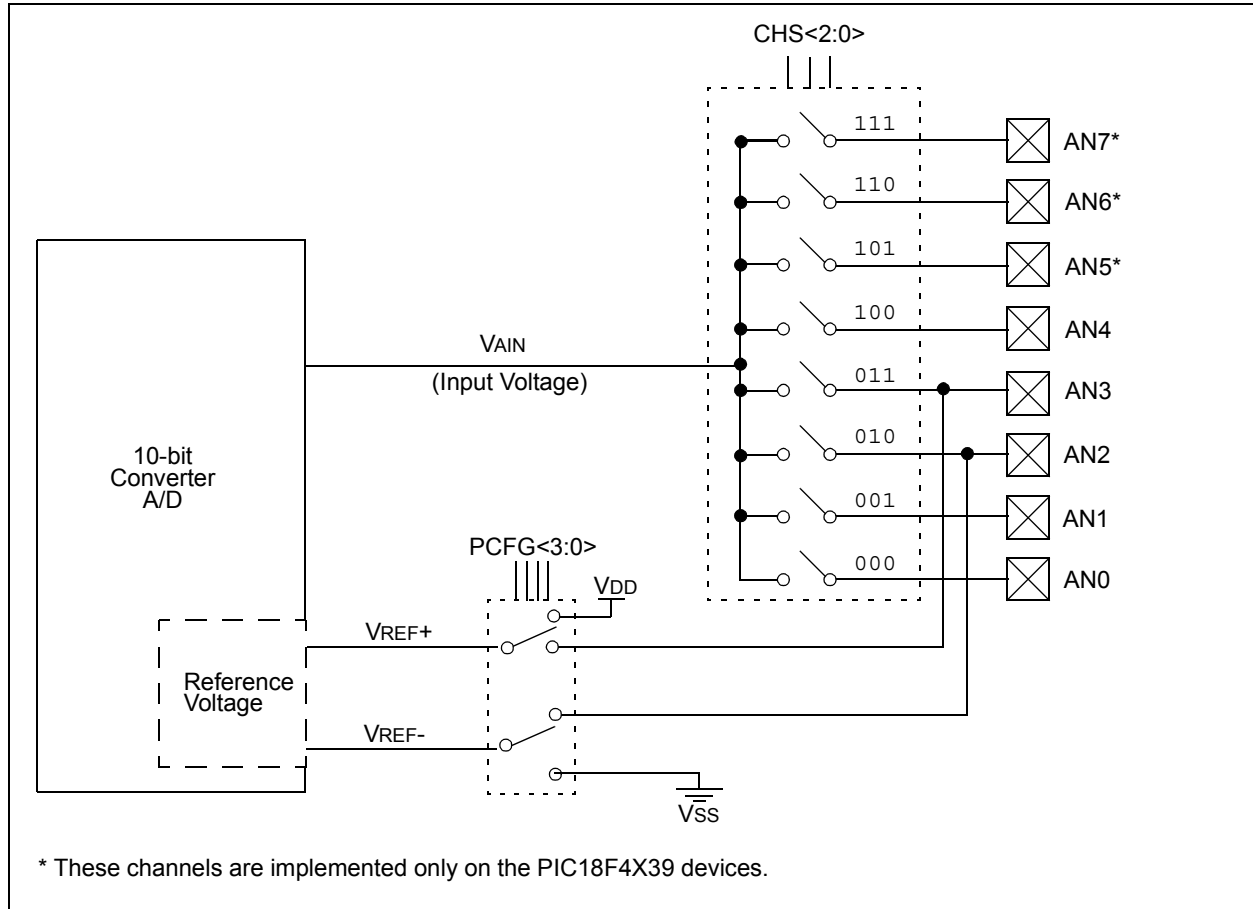 CHS<2:0>
111
AN7*
110
AN6*
101
AN5*
100
AN4
VAIN
(Input Voltage)
011
AN3
010
AN2
10-bit
Converter
A/D
001
AN1
PCFG<3:0>
000
AN0
VDD
VREF+
Reference
Voltage
VREF-
VSS
* These channels are implemented only on the PIC18F4X39 devices.